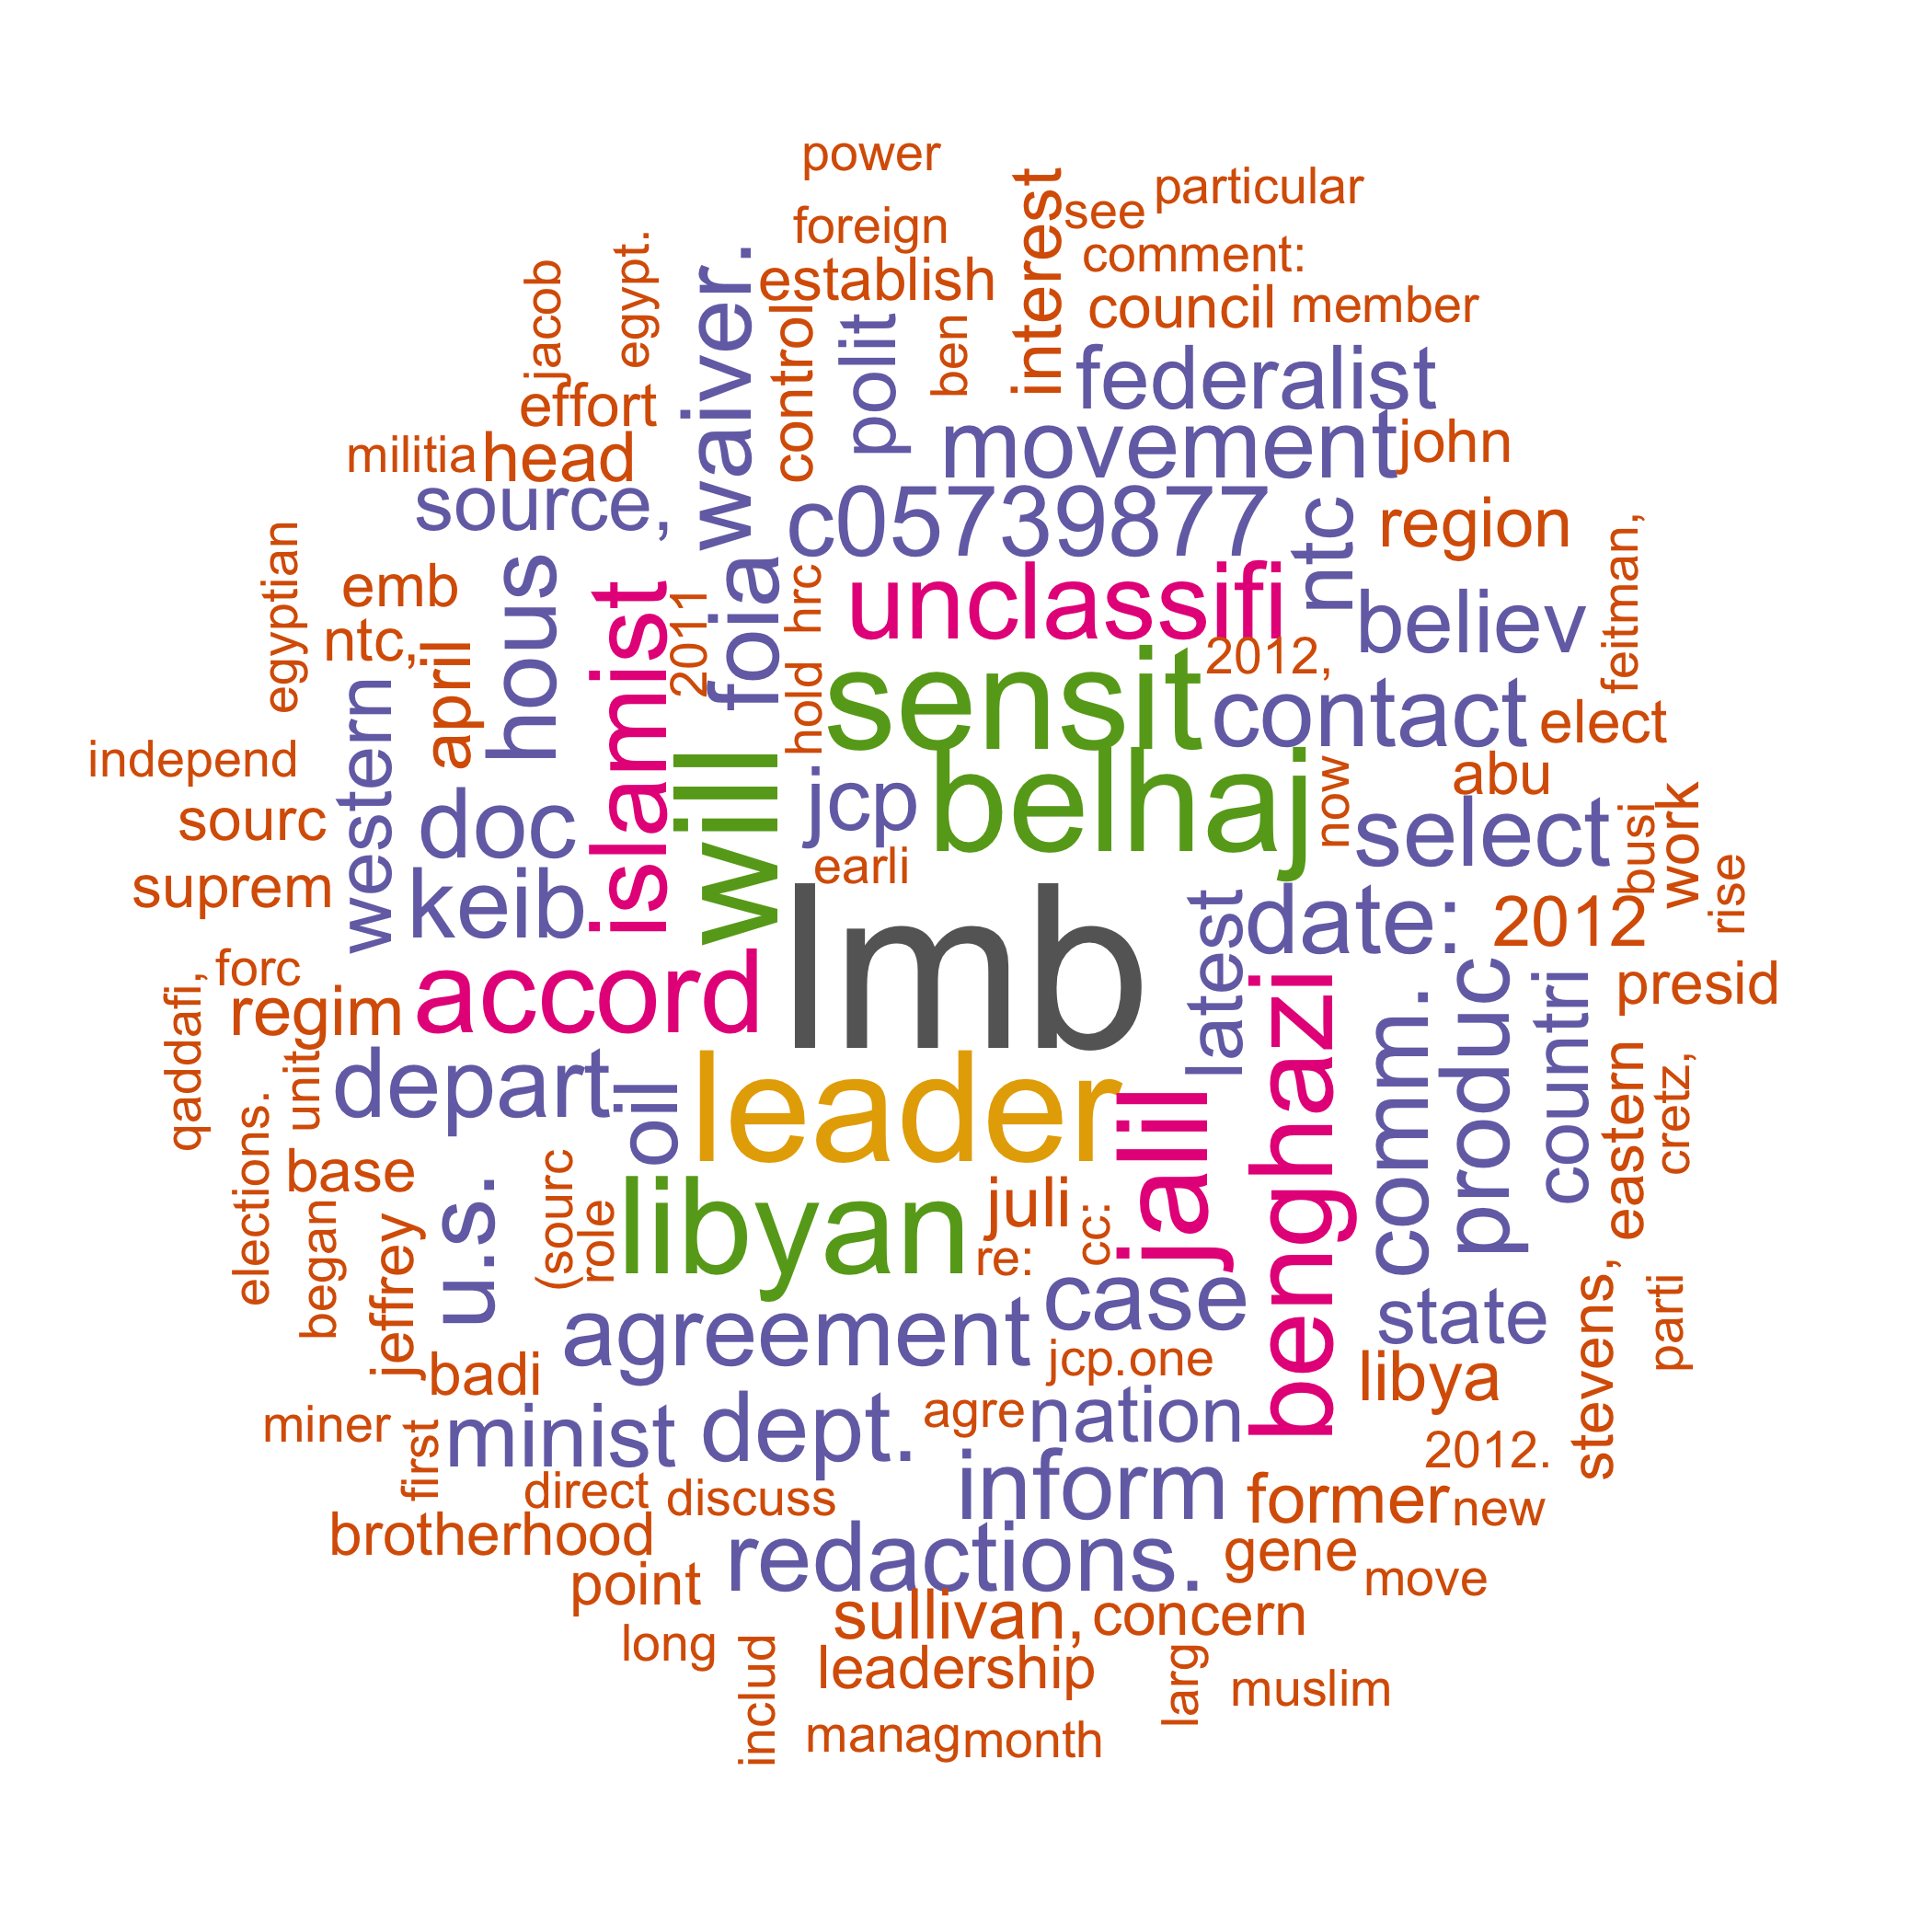 power
particular
interest
see
foreign
comment:
egypt.
waiver.
establish
jacob
council
member
control
polit
ben
federalist
effort
militia
head
movement
john
source,
c05739877
ntc
region
feitman,
egyptian
emb
hous
islamist
2011
foia
hrc
unclassifi
believ
ntc,
april
2012,
hold
sensit
contact
elect
independ
western
will
jcp
belhaj
now
abu
sourc
doc
select
busi
work
earli
suprem
keib
lmb
latest
date:
2012
rise
forc
accord
qaddafi,
regim
benghazi
comm.
produc
countri
presid
unit
depart
oil
leader
jalil
eastern
cretz,
elections.
base
began
jeffrey
u.s.
(sourc
role
libyan
juli
cc:
re:
case
state
stevens,
parti
agreement
badi
jcp.one
libya
miner
first
minist
dept.
agre
nation
2012.
direct
discuss
inform
former
new
brotherhood
redactions.
gene
point
move
sullivan,
concern
long
includ
leadership
larg
muslim
manag
month